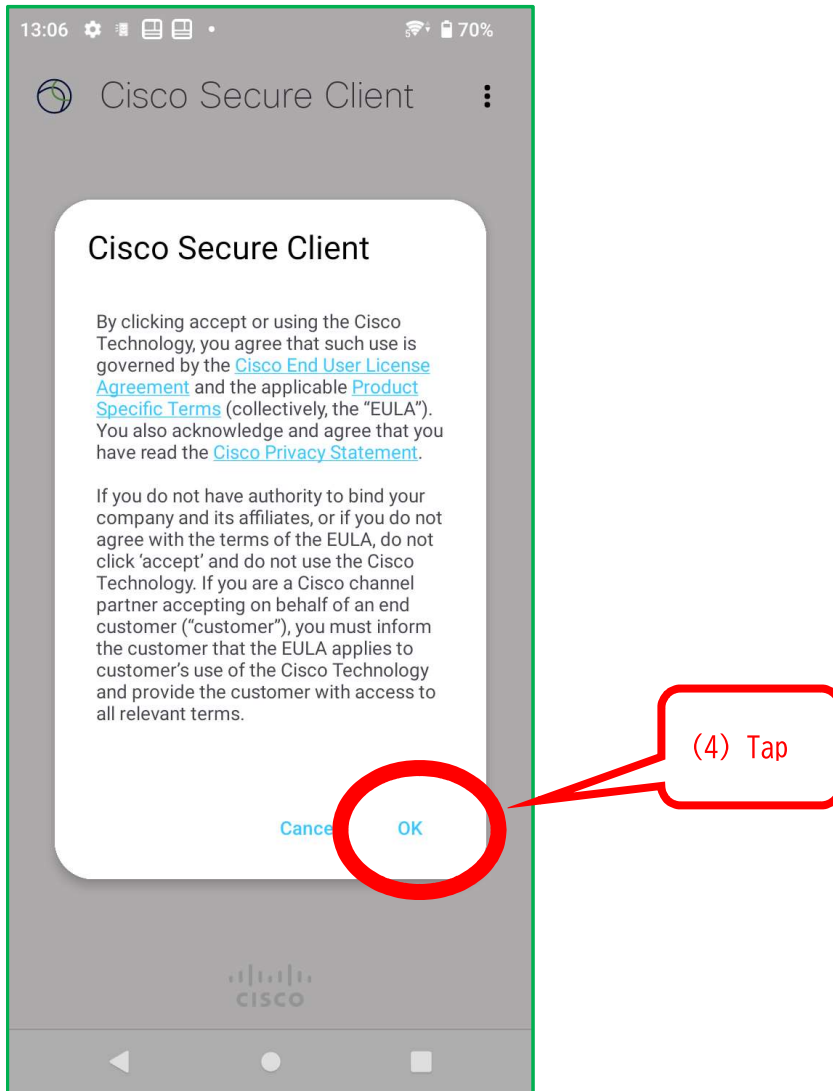 13:06
70%
Cisco Secure Client
Cisco Secure Client
By clicking accept or using the Cisco
Technology, you agree that such use is
governed by the Cisco End User License
Agreement and the applicable Product
Specific Terms (collectively, the “EULA”).
You also acknowledge and agree that you
have read the Cisco Privacy Statement.
If you do not have authority to bind your
company and its affiliates, or if you do not
agree with the terms of the EULA, do not
click ‘accept’ and do not use the Cisco
Technology. If you are a Cisco channel
partner accepting on behalf of an end
customer (“customer”), you must inform
the customer that the EULA applies to
customer’s use of the Cisco Technology
and provide the customer with access to
all relevant terms.
(4) Tap
Cance OK
CISCO